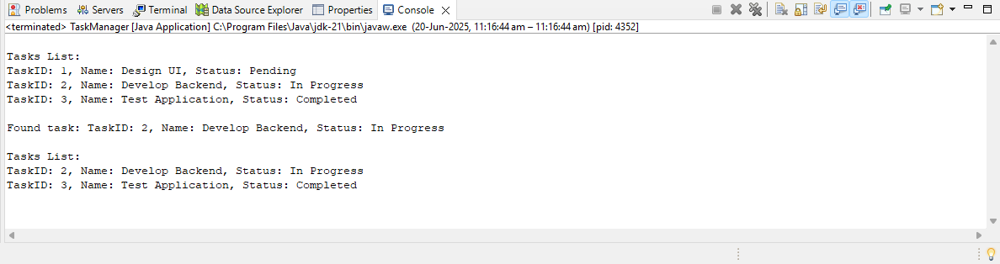 Problems Servers Terminal Data Source Explorer Properties Console
<terminated> TaskManager [Java Application] C:\Program Files\Java\jdk-21\bin\javaw.exe (20-Jun-2025, 11:16:44 am – 11:16:44 am) [pid: 4352]
Tasks List:
TaskID: 1, Name: Design UI, Status: Pending
TaskID: 2, Name: Develop Backend, Status: In Progress
TaskID: 3, Name: Test Application, Status: Completed
Found task: TaskID: 2, Name: Develop Backend, Status: In Progress
Tasks List:
TaskID: 2, Name: Develop Backend, Status: In Progress
TaskID: 3, Name: Test Application, Status: Completed